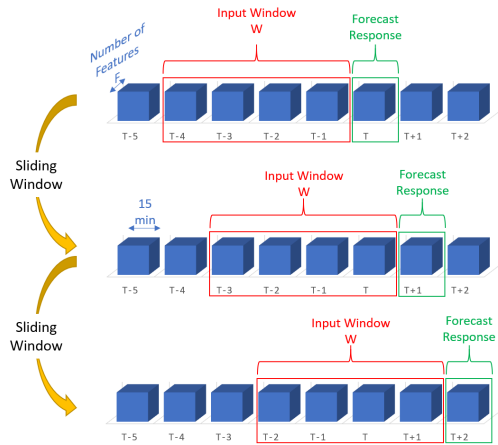 Input Window
W
Forecast
Response
Number of
Features
F
T-5 T-4 T-3 T-2 T-1 T T+1 T+2
Sliding
Window
15
min
Input Window
W
Forecast
Response
T-5 T-4 T-3 T-2 T-1 T T+1 T+2
Sliding
Window
Input Window
W
Forecast
Response
T-5 T-4 T-3 T-2 T-1 T T+1 T+2